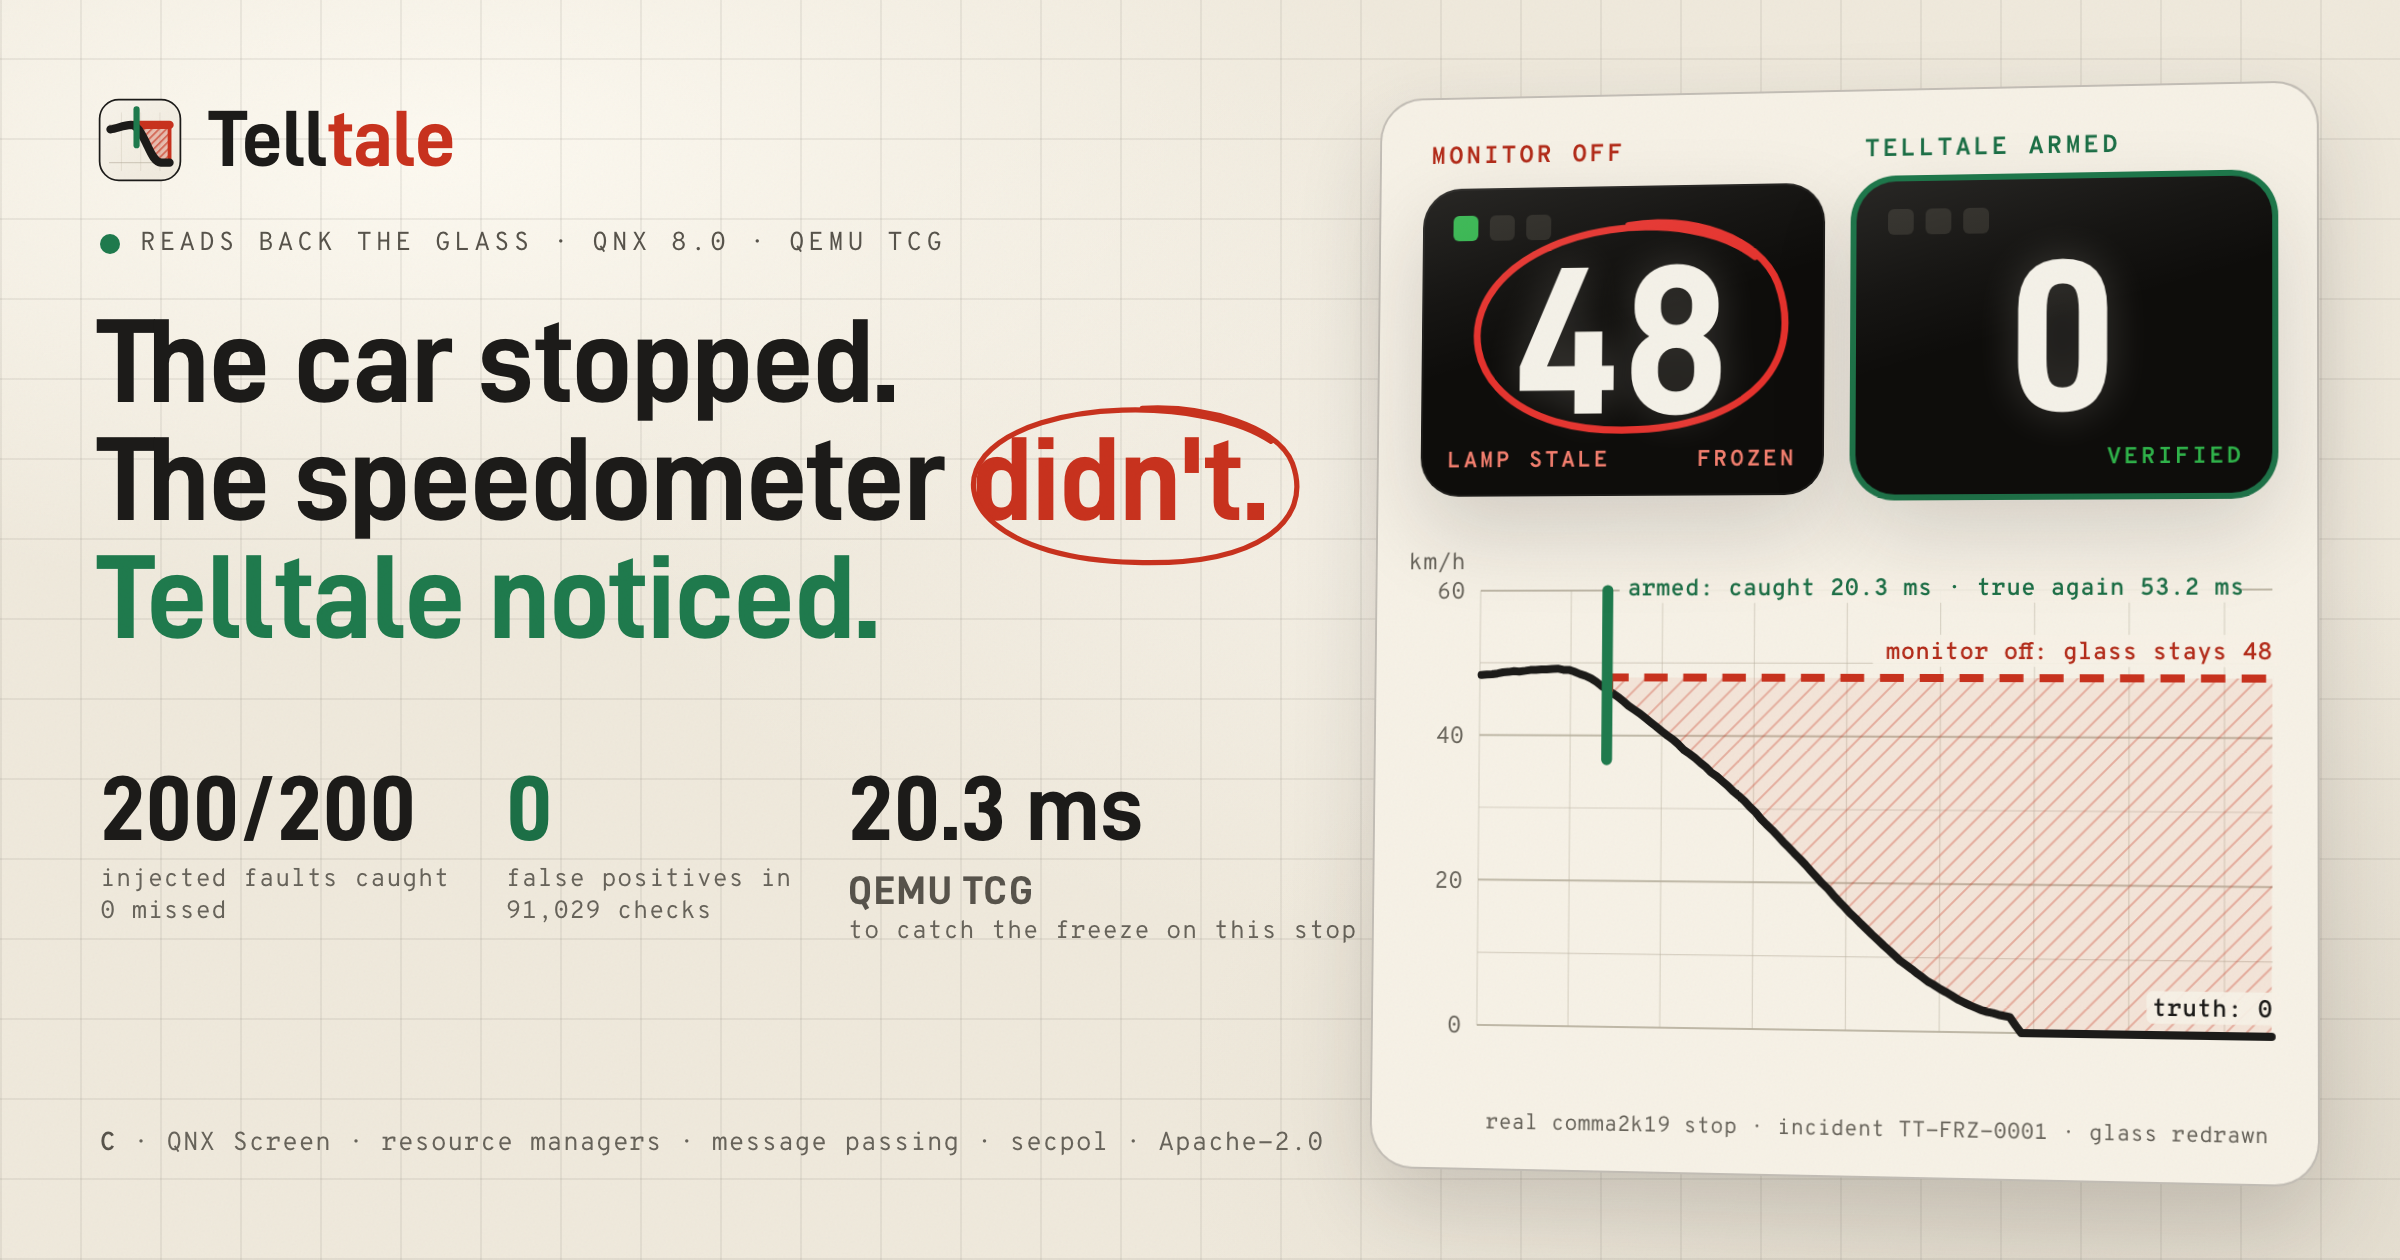 Telltale
READS BACK THE GLASS · QNX 8.0 · QEMU TCG
The car stopped.
The speedometer didn't.
Telltale noticed.
200/200
injected faults caught
0 missed
0
false positives in
91,029 checks
20.3 ms
QEMU TCG
to catch the freeze on this stop
C · QNX Screen · resource managers · message passing · secpol · Apache-2.0
MONITOR OFF
48
LAMP STALE FROZEN
TELLTALE ARMED
0
VERIFIED
km/h
60
armed: caught 20.3 ms · true again 53.2 ms
monitor off: glass stays 48
40
20
0
truth: 0
real comma2k19 stop · incident TT-FRZ-0001 · glass redrawn